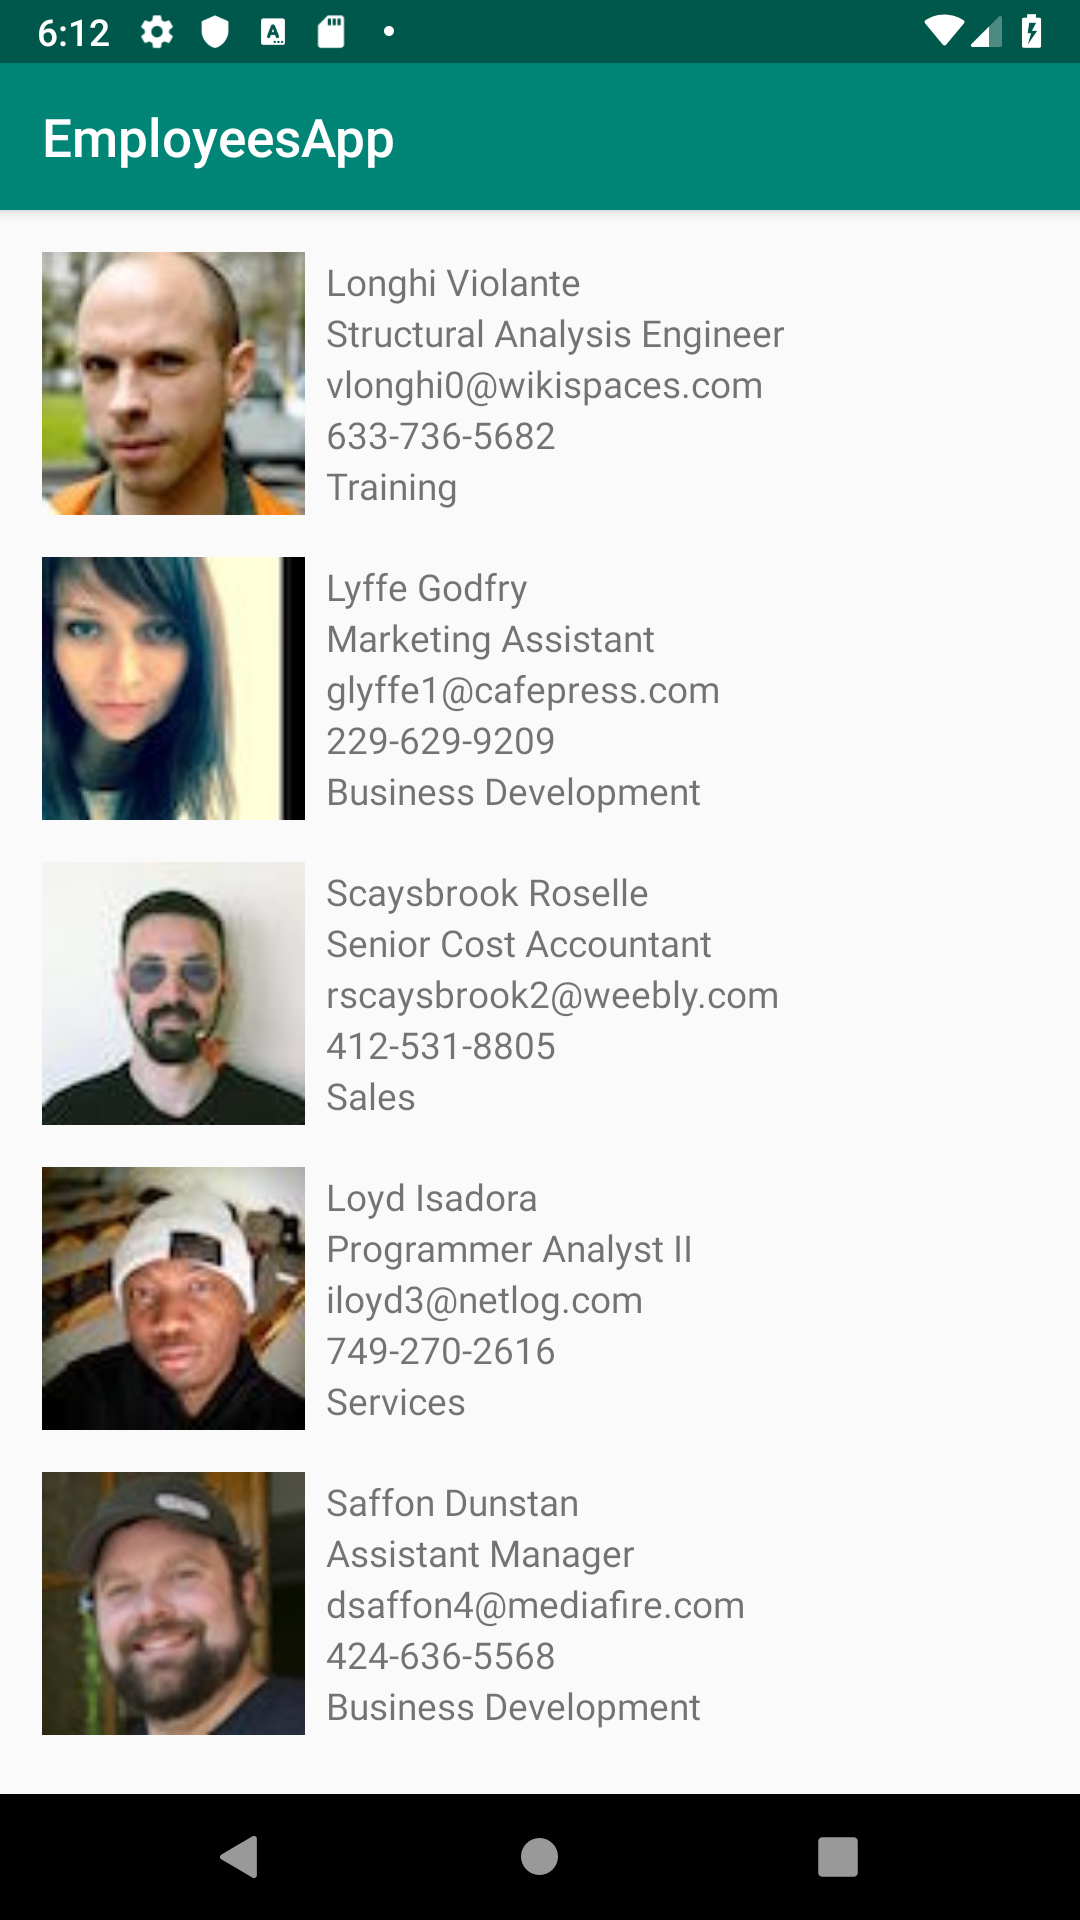 6:12
EmployeesApp
Longhi Violante
Structural Analysis Engineer
vlonghi0@wikispaces.com
633-736-5682
Training
Lyffe Godfry
Marketing Assistant
glyffe1@cafepress.com
229-629-9209
Business Development
Scaysbrook Roselle
Senior Cost Accountant
rscaysbrook2@weebly.com
412-531-8805
Sales
Loyd Isadora
Programmer Analyst II
iloyd3@netlog.com
749-270-2616
Services
Saffon Dunstan
Assistant Manager
dsaffon4@mediafire.com
424-636-5568
Business Development